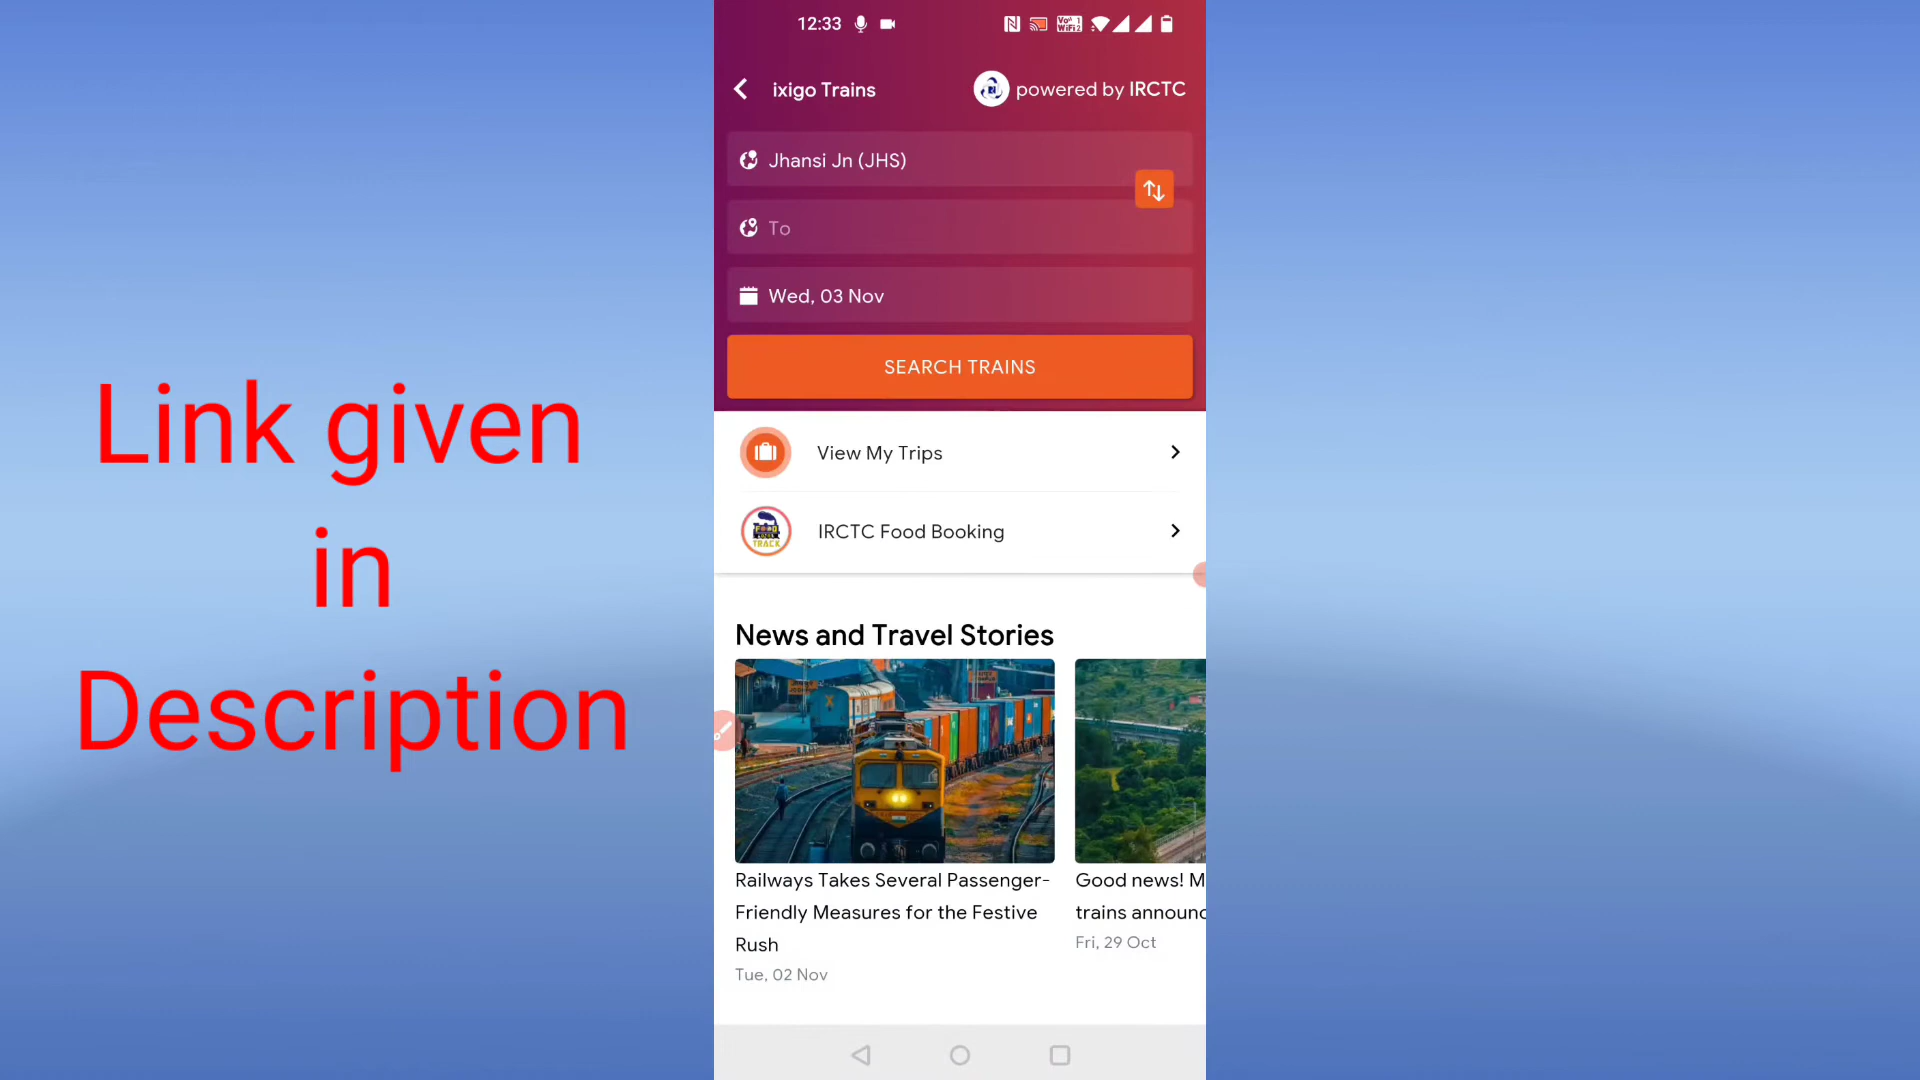 Link given
in
Description
12:33
ixigo Trains
powered by IRCTC
Jhansi Jn (JHS)
To
Wed, 03 Nov
SEARCH TRAINS
View My Trips
FOOD
TRACK
IRCTC Food Booking
News and Travel Stories
Railways Takes Several Passenger-
Friendly Measures for the Festive
Rush
Tue, 02 Nov
Good news! M
trains announc
Fri, 29 Oct